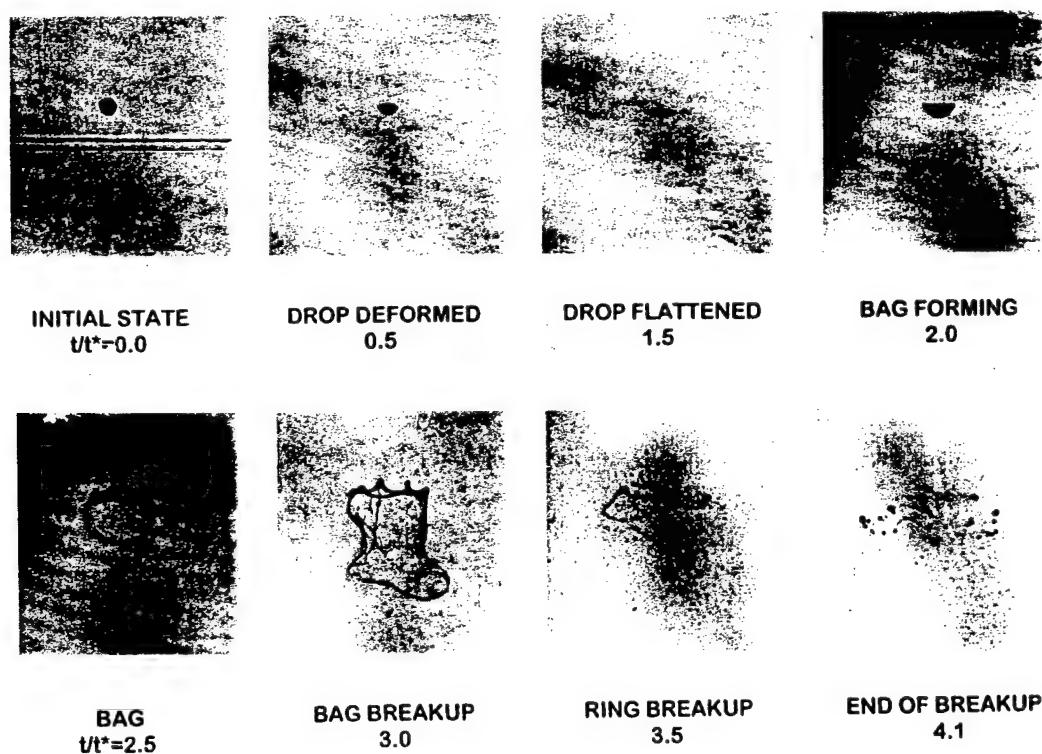 INITIAL STATE
t/t*=0.0
DROP DEFORMED
0.5
DROP FLATTENED
1.5
BAG FORMING
2.0
BAG
t/t*=2.5
BAG BREAKUP
3.0
RING BREAKUP
3.5
END OF BREAKUP
4.1